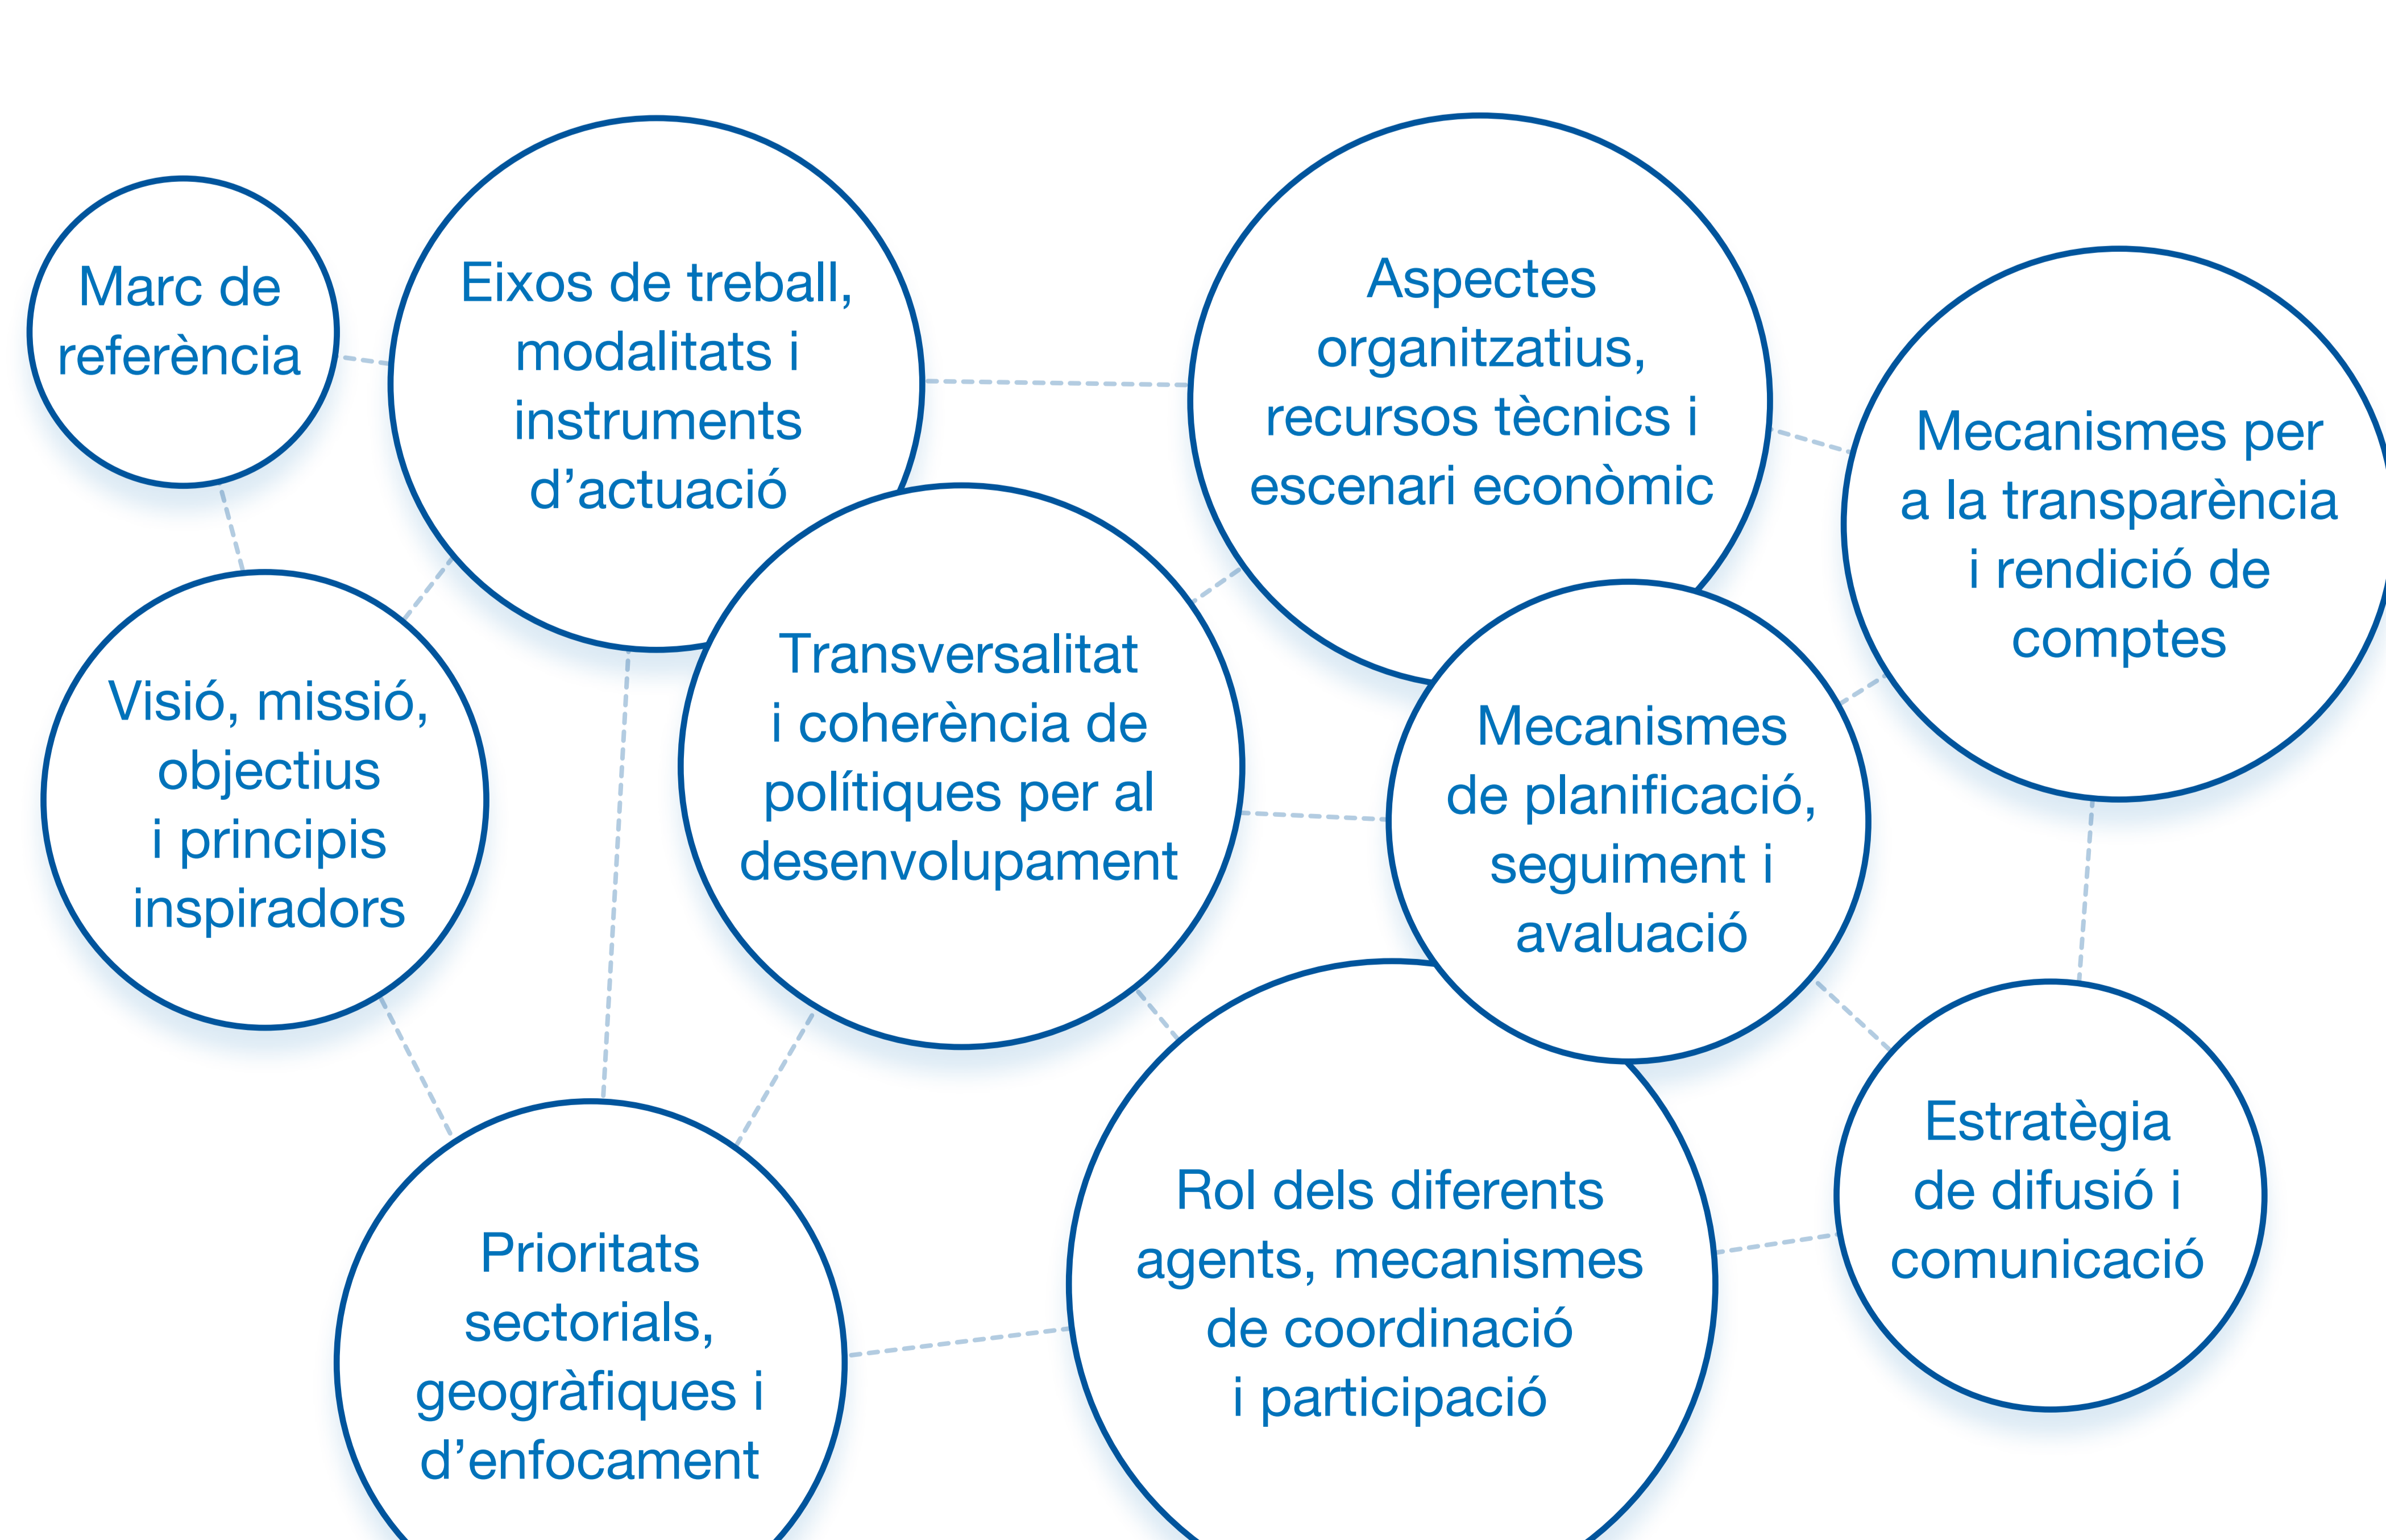 Marc de
referència
Eixos de treball,
modalitats i
instruments
d’actuació
Aspectes
organitzatius,
recursos tècnics i
escenari econòmic
Mecanismes per
a la transparència
i rendició de
comptes
Visió, missió,
objectius
i principis
inspiradors
Transversalitat
i coherència de
polítiques per al
desenvolupament
Mecanismes
de planificació,
seguiment i
avaluació
Prioritats
sectorials,
geogràfiques i
d’enfocament
Rol dels diferents
agents, mecanismes
de coordinació
i participació
Estratègia
de difusió i
comunicació